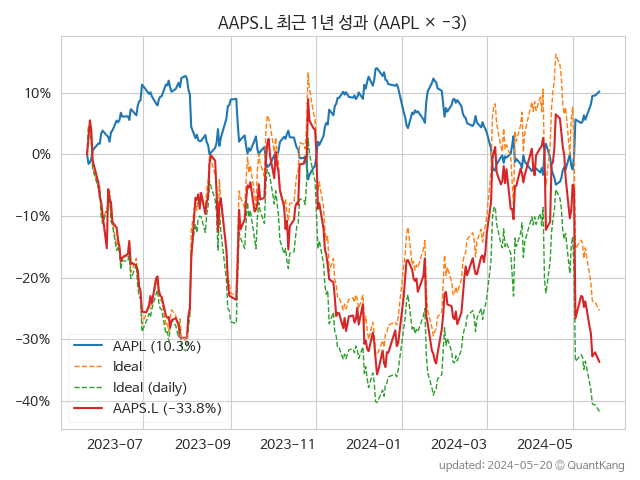 AAPS.L 최근 1년 성과 (AAPL × −3)
10%
0%
−10%
−20%
−30%
−40%
AAPL (10.3%)
Ideal
Ideal (daily)
AAPS.L (−33.8%)
2023−07 2023−09 2023−11 2024−01 2024−03 2024−05
updated: 2024-05-20 ⓒ QuantKang